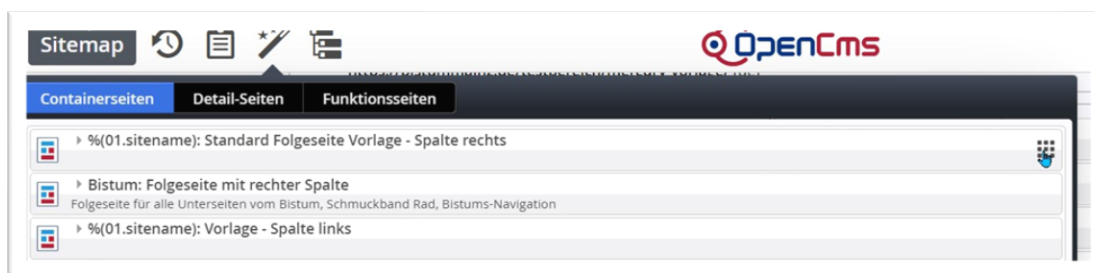 Sitemap
OpenCms
Containerseiten Detail-Seiten Funktionsseiten
%(01.sitename): Standard Folgeseite Vorlage - Spalte rechts
Bistum: Folgeseite mit rechter Spalte
Folgeseite für alle Unterseiten vom Bistum, Schmuckband Rad, Bistums-Navigation
%(01.sitename): Vorlage - Spalte links